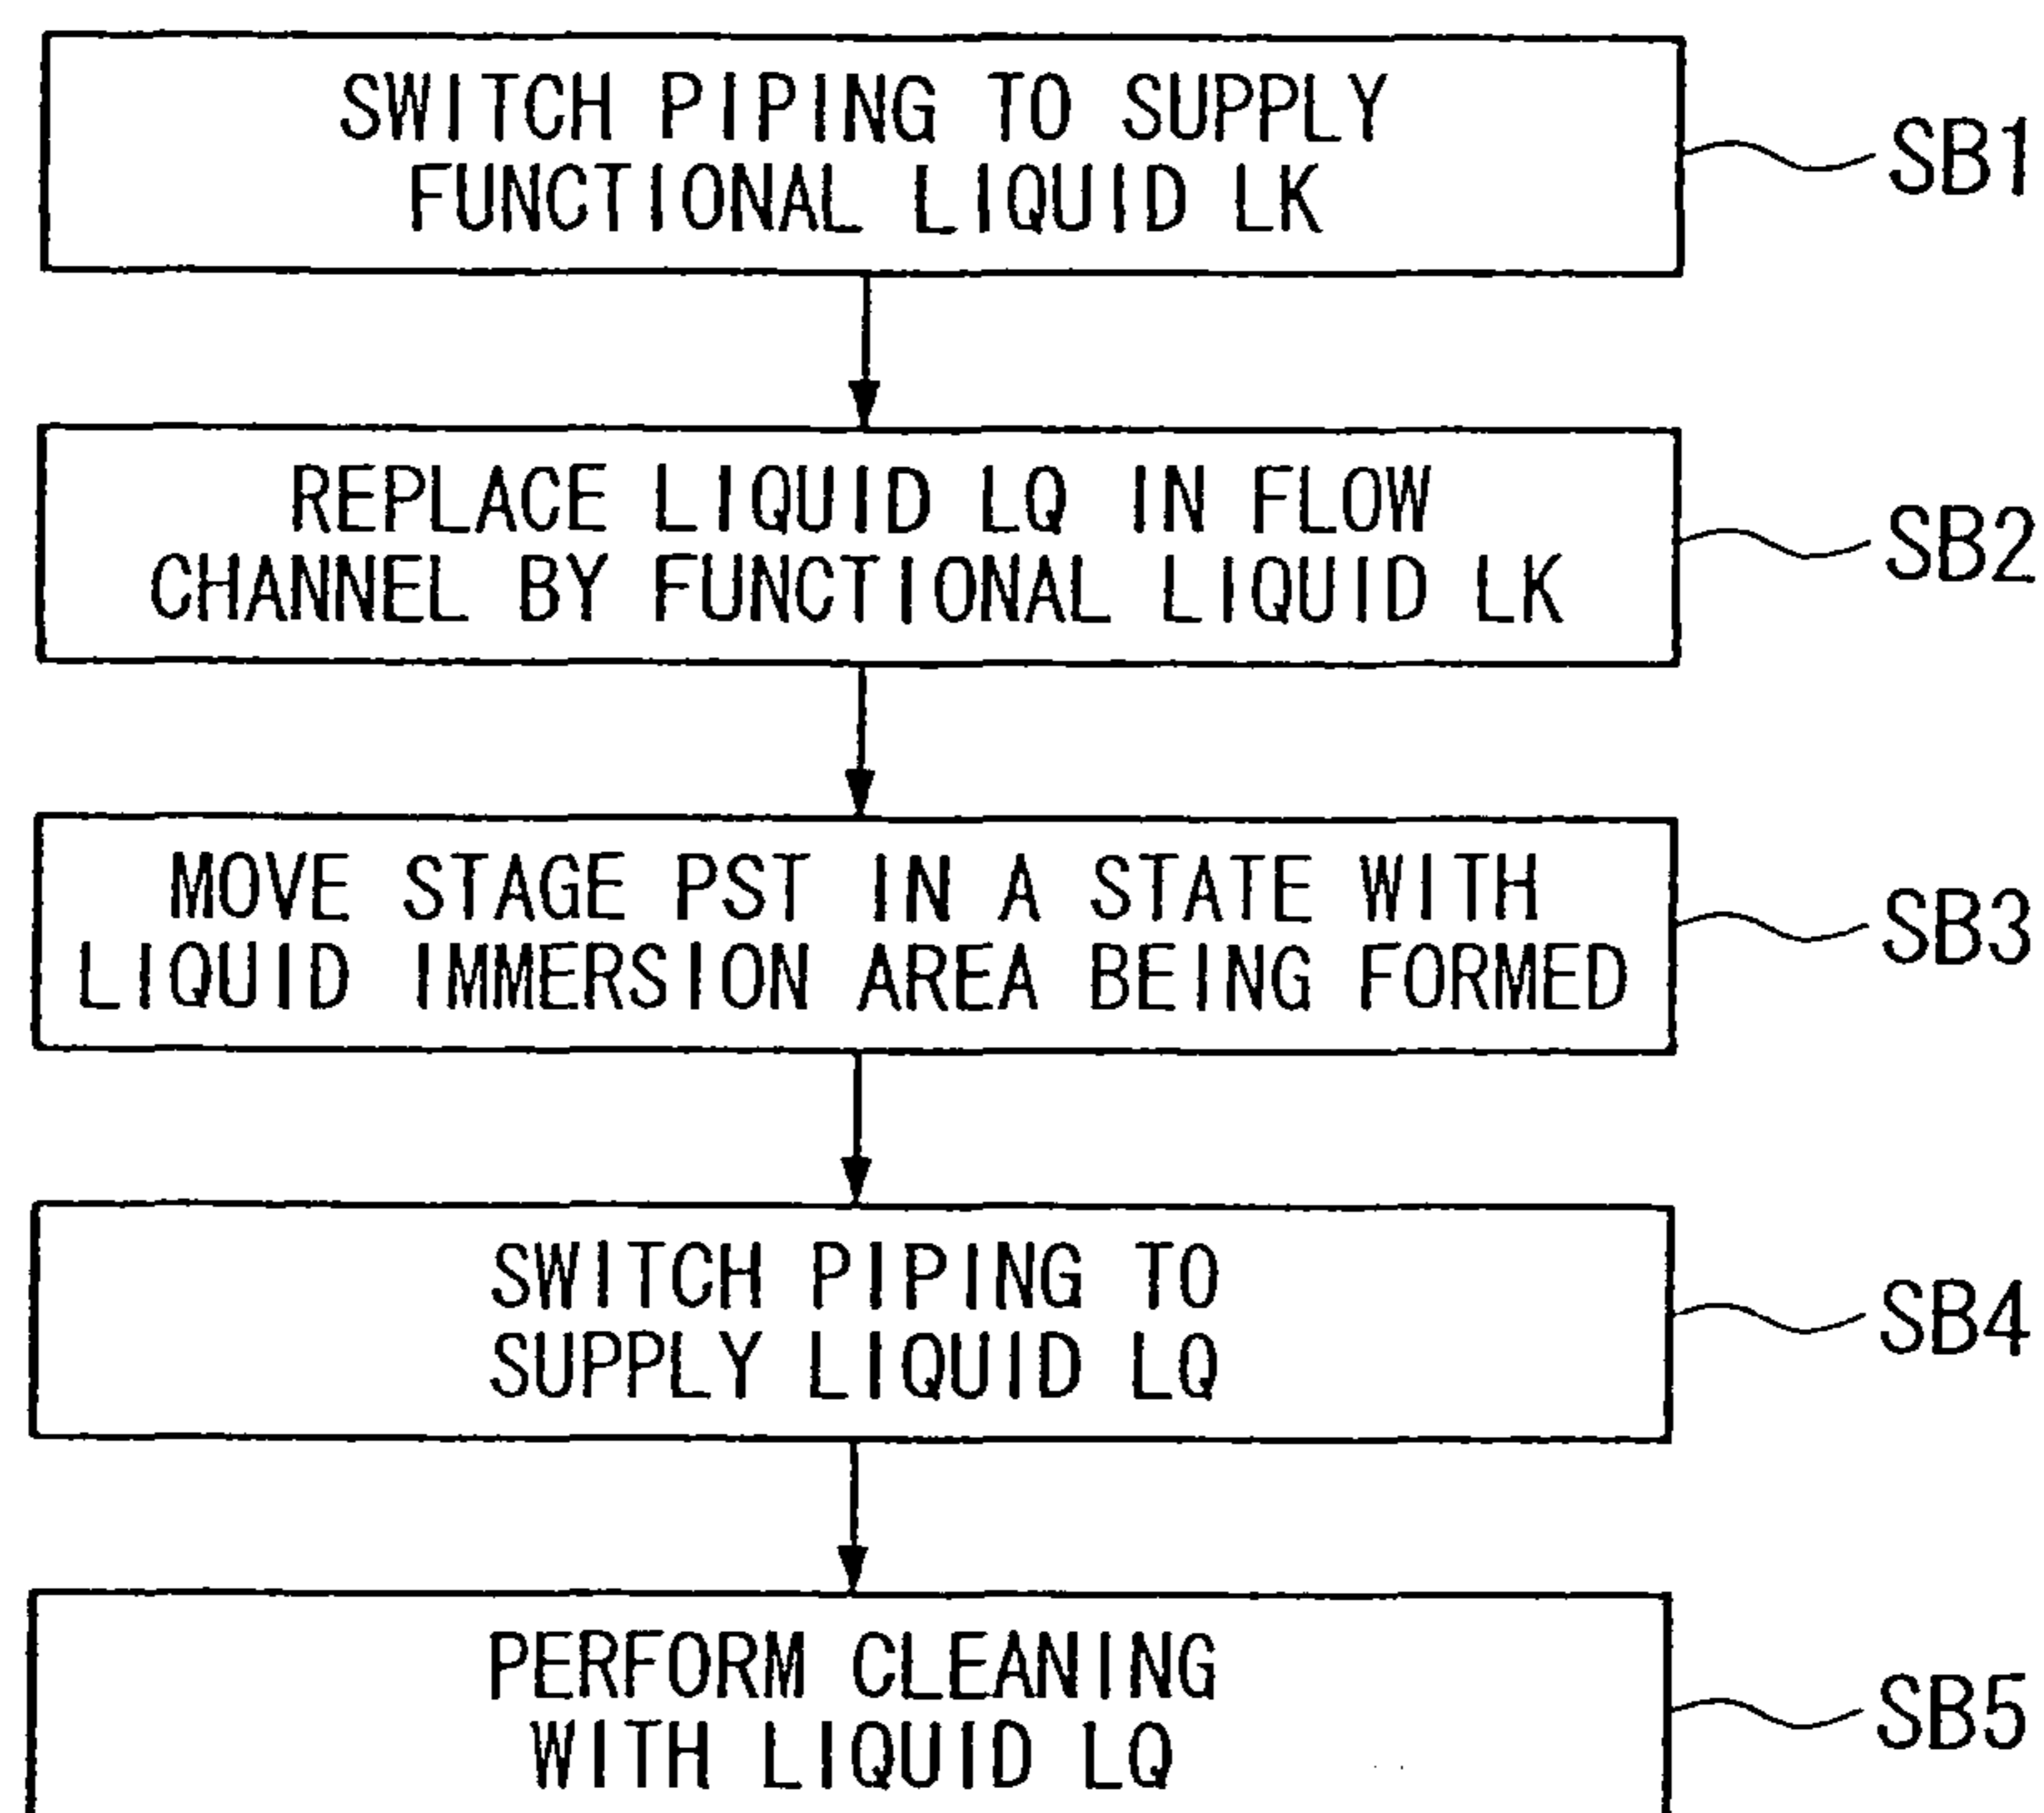 SWITCH PIPING TO SUPPLY
FUNCTIONAL LIQUID LK
SB1
REPLACE LIQUID LQ IN FLOW
CHANNEL BY FUNCTIONAL LIQUID LK
SB2
MOVE STAGE PST IN A STATE WITH
LIQUID IMMERSION AREA BEING FORMED
SB3
SWITCH PIPING TO
SUPPLY LIQUID LQ
SB4
PERFORM CLEANING
WITH LIQUID LQ
SB5